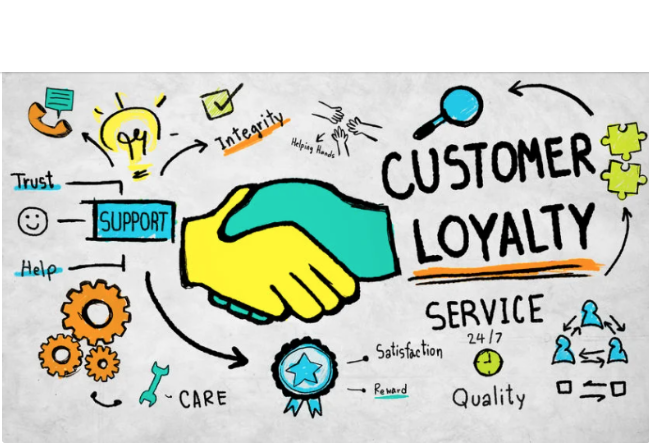 Integrity
Helping Hands
CUSTOMER
LOYALTY
Trust
SUPPORT
Help
SERVICE
24/7
Quality
Satisfaction
Reward
CARE